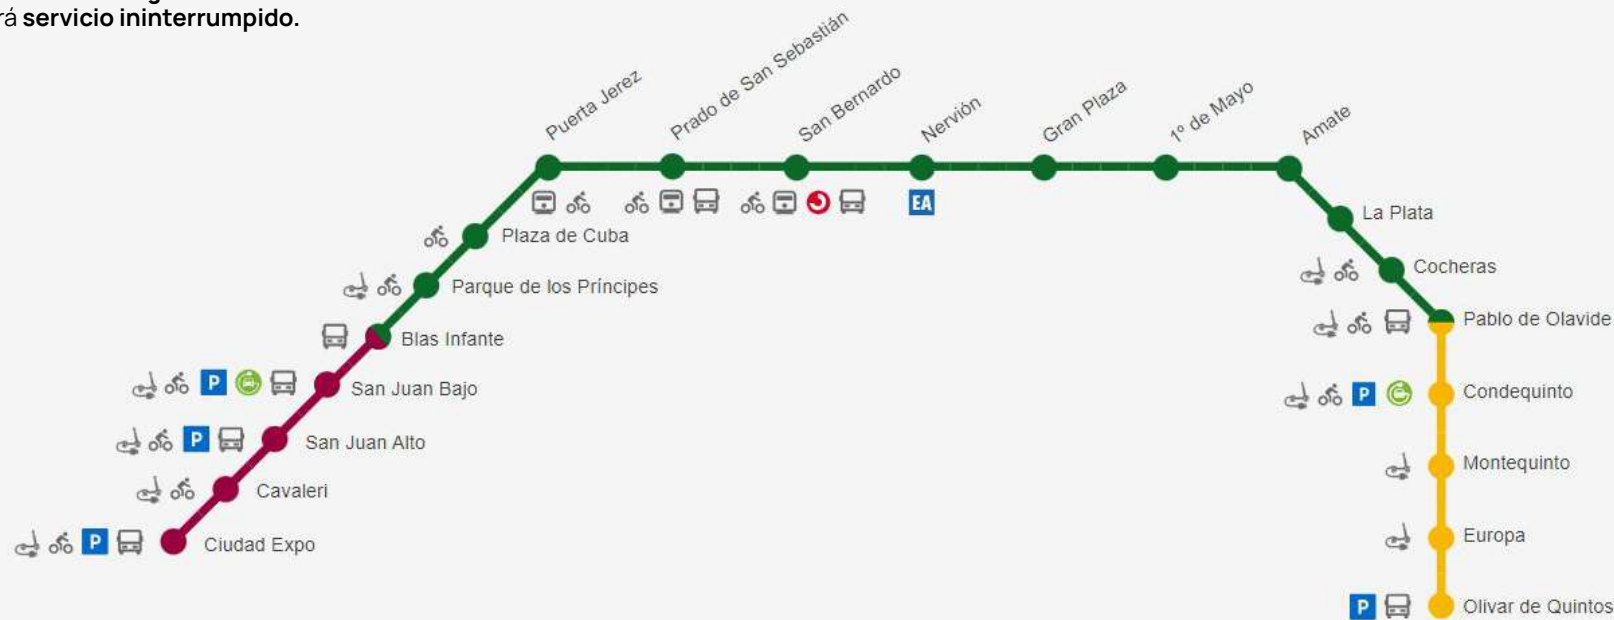 rá servicio ininterrumpido.
Puerta Jerez
Prado de San Sebastián
San Bernardo
Nervión
Gran Plaza
1º de Mayo
Amate
EA
Plaza de Cuba
La Plata
Parque de los Príncipes
Cocheras
Blas Infante
Pablo de Olavide
P
San Juan Bajo
P
Condequinto
P
San Juan Alto
Montequinto
Cavaleri
P
Ciudad Expo
Europa
P
Olivar de Quintos